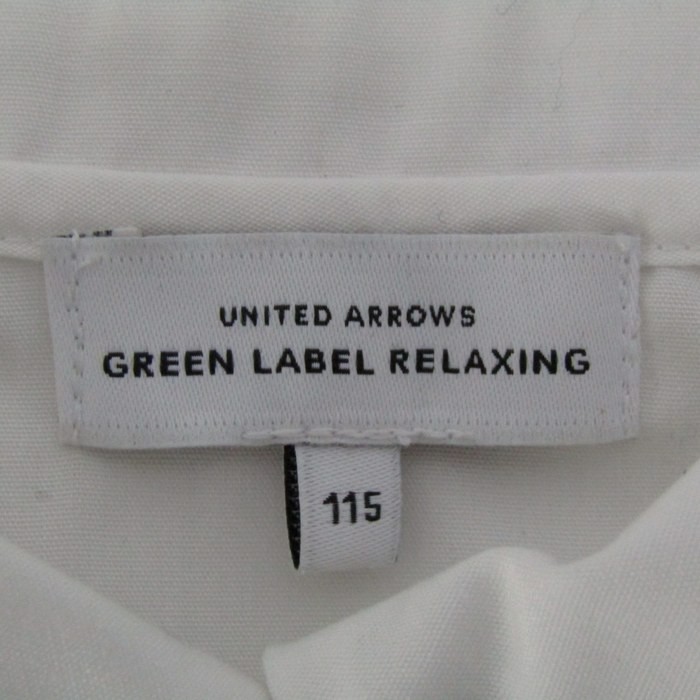 UNITED ARROWS
GREEN LABEL RELAXING
115